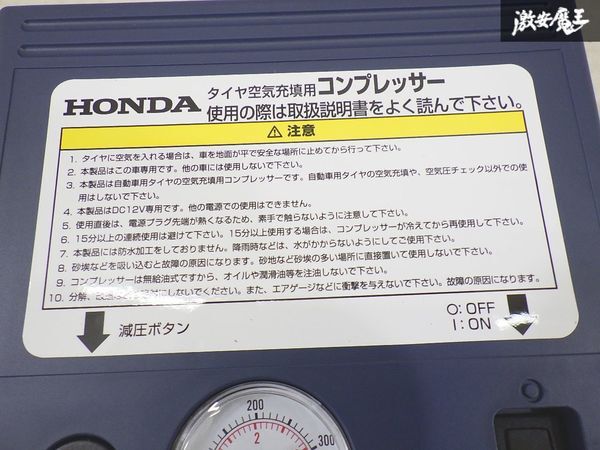 激安魔王
HONDA タイヤ空気充填用コンプレッサー
使用の際は取扱説明書をよく読んで下さい。
⚠ 注意
1. タイヤに空気を入れる場合は、車を地面が平で安全な場所に止めてから行って下さい。
2. 本製品はこの車専用です。他の車には使用しないで下さい。
3. 本製品は自動車用タイヤの空気充填用コンプレッサーです。自動車用タイヤの空気充填や、空気圧チェック以外での
用はしないで下さい。
4. 本製品はDC12V専用です。他の電源での使用はできません。
5. 使用直後は、電源プラグ先端が熱くなるため、素手で触らないように注意して下さい。
6. 15分以上の連続使用は避けて下さい。15分以上使用する場合は、コンプレッサーが冷えてから再使用して下さい。
7. 本製品には防水加工をしておりません。降雨時などは、水がかからないようにしてご使用下さい。
8. 砂埃などを吸い込むと故障の原因になります。砂地など砂埃の多い場所に直接置いて使用しないで下さい。
9. コンプレッサーは無給油式ですから、オイルや潤滑油等を注油しないで下さい。
10. 分解、しないでください。また、エアゲージなどに衝撃を与えないで下さい。故障の原因になります。
減圧ボタン
O: OFF
I: ON
200
300
2